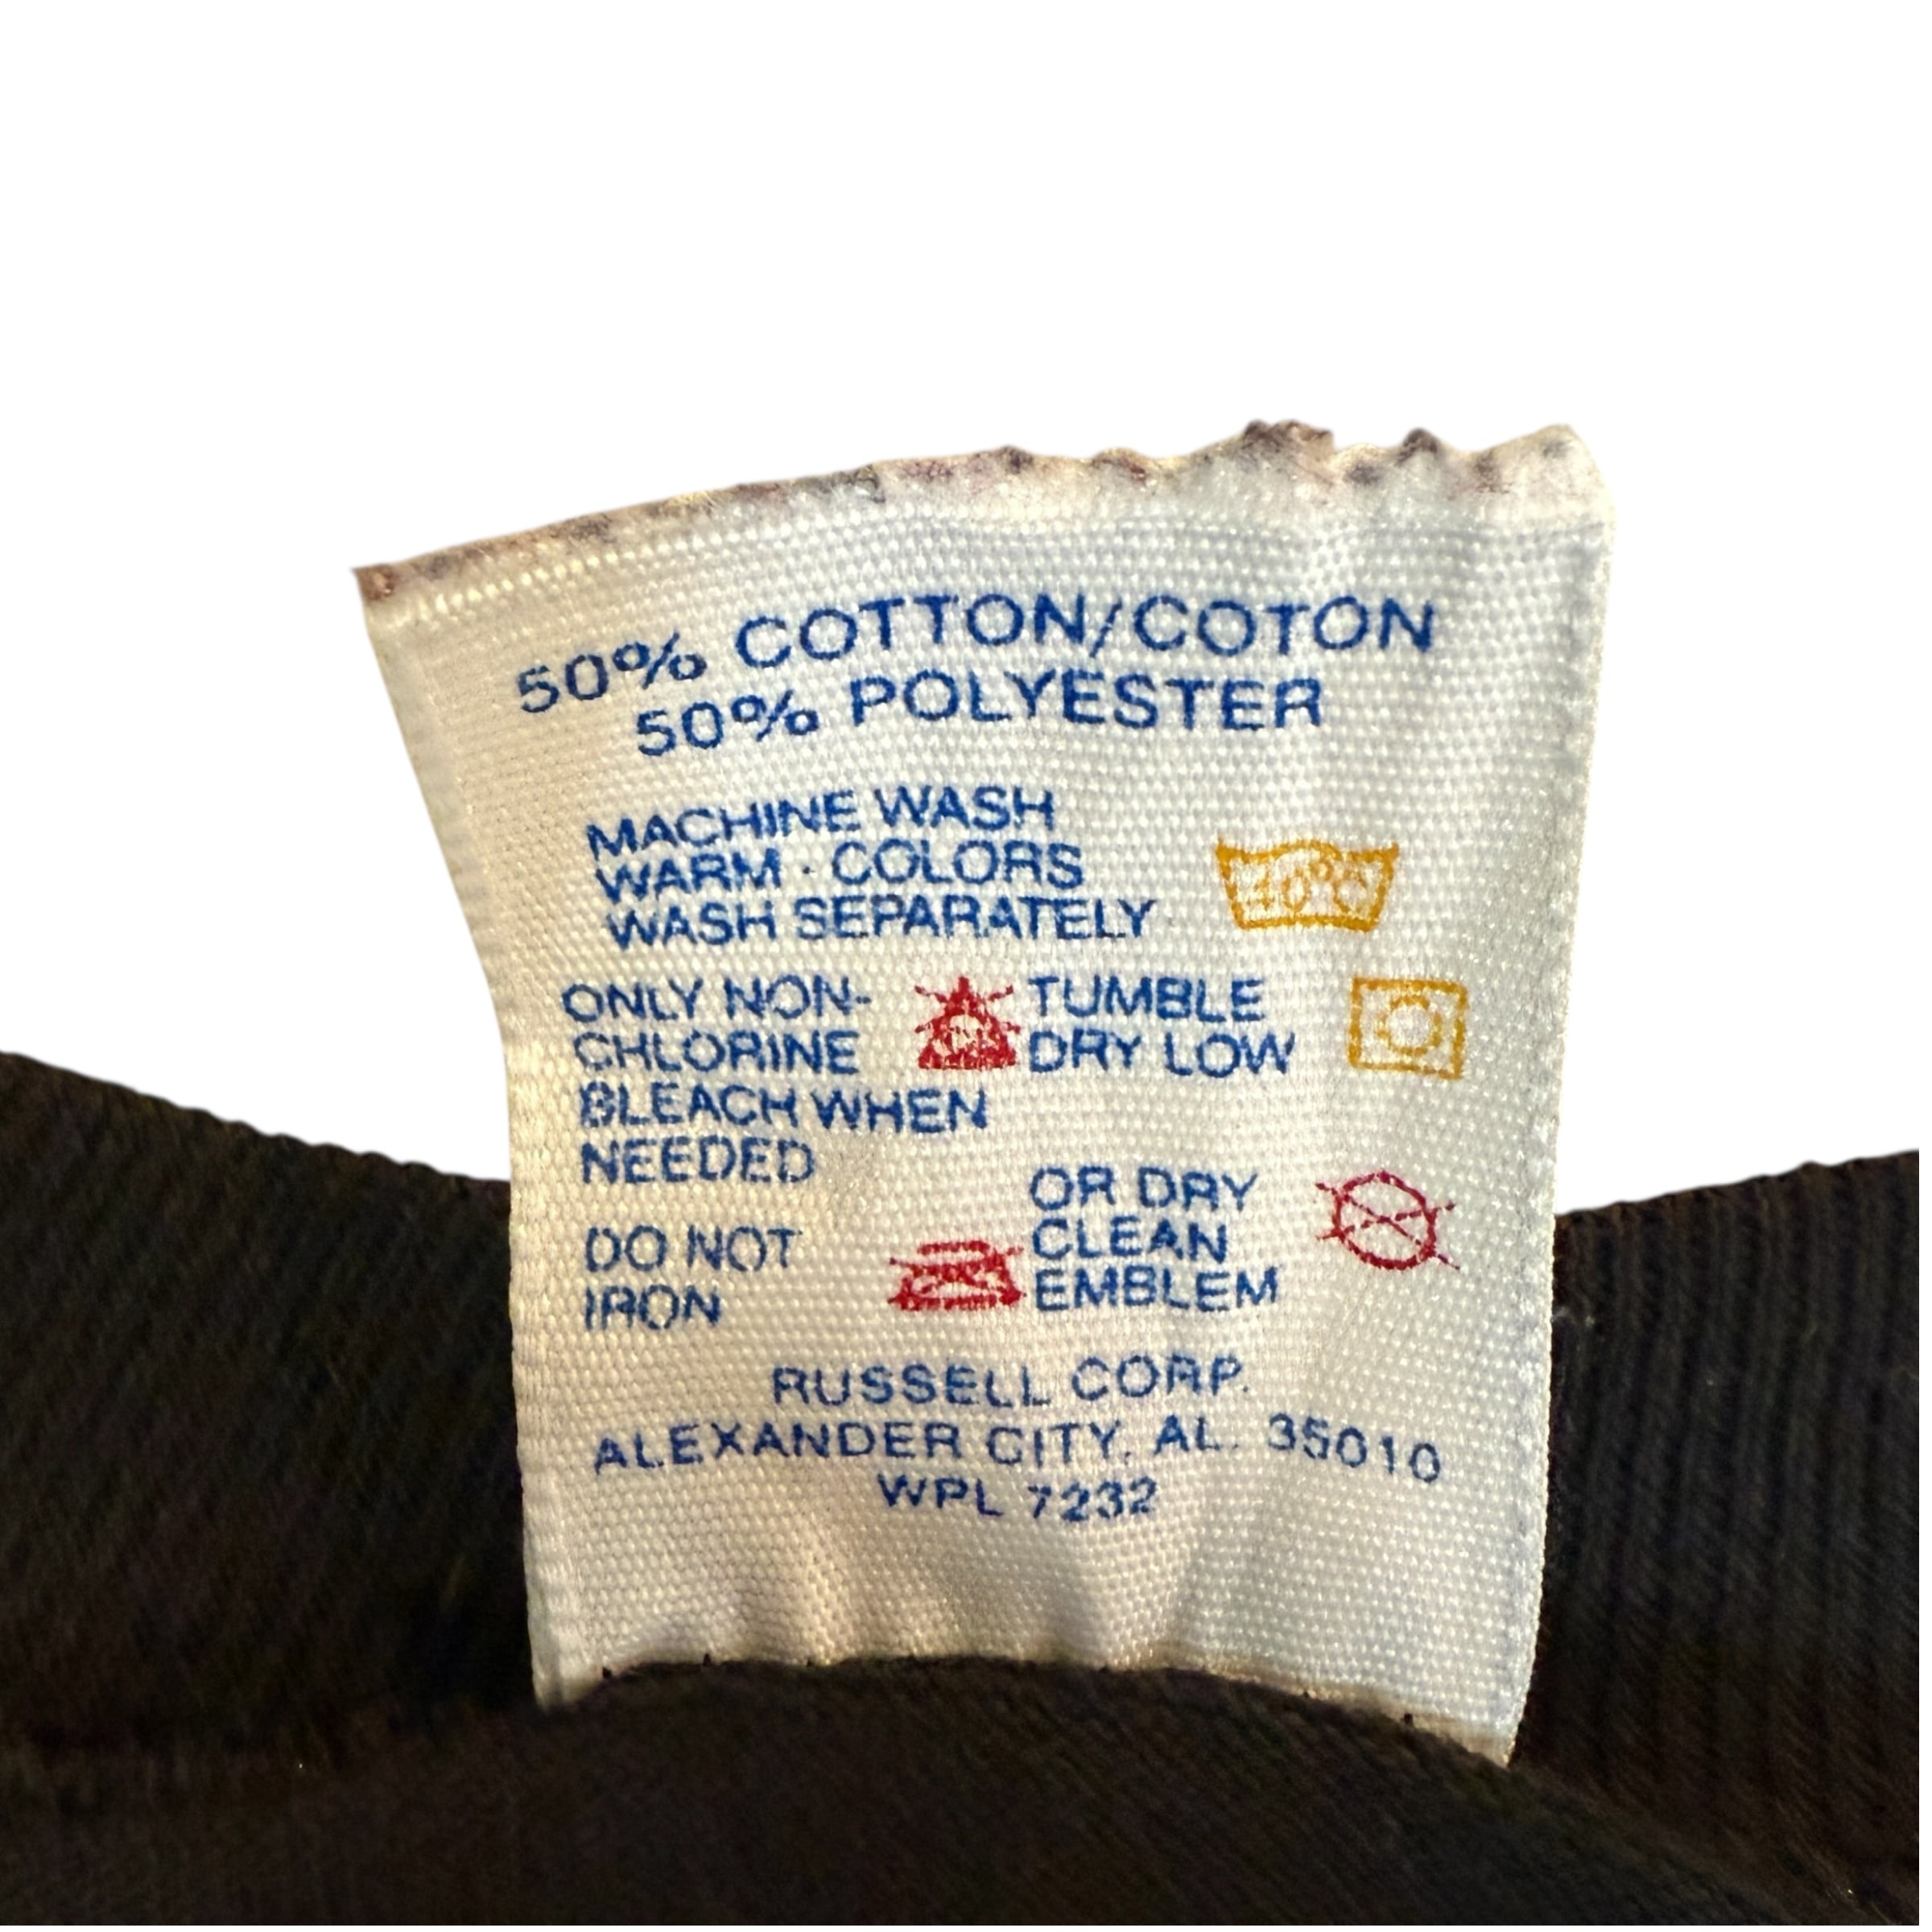 50% COTTON/COTON
50% POLYESTER
MACHINE WASH
WARM · COLORS
WASH SEPARATELY
40°C
ONLY NON-
CHLORINE
BLEACH WHEN
NEEDED
TUMBLE
DRY LOW
DO NOT
IRON
OR DRY
CLEAN
EMBLEM
RUSSELL CORP.
ALEXANDER CITY, AL. 35010
WPL 7232